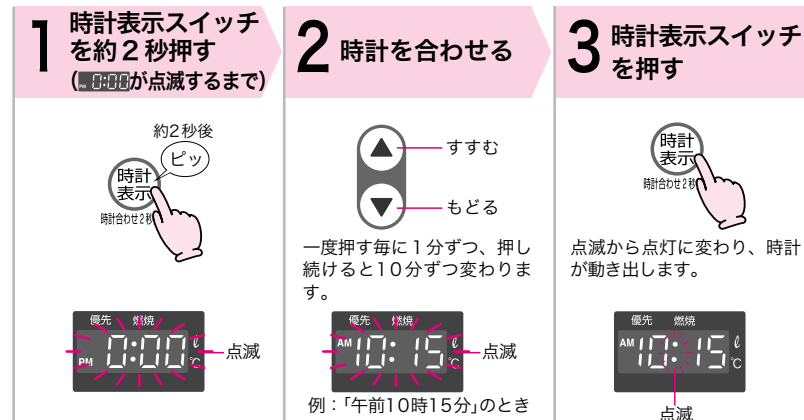 1 時計表示スイッチ
を約2秒押す
(PM 0:00が点滅するまで)
約2秒後
ピッ
時計
表示
時計合わせ2秒
優先 燃焼
PM 0:00 ℓ
℃
点滅
2 時計を合わせる
▲ すすむ
▼ もどる
一度押す毎に1分ずつ、押し
続けると10分ずつ変わりま
す。
優先 燃焼
AM 10:15 ℓ
℃
点滅
例:「午前10時15分」のとき
3 時計表示スイッチ
を押す
時計
表示
時計合わせ2秒
点滅から点灯に変わり、時計
が動き出します。
優先 燃焼
AM 10:15 ℓ
℃
点滅